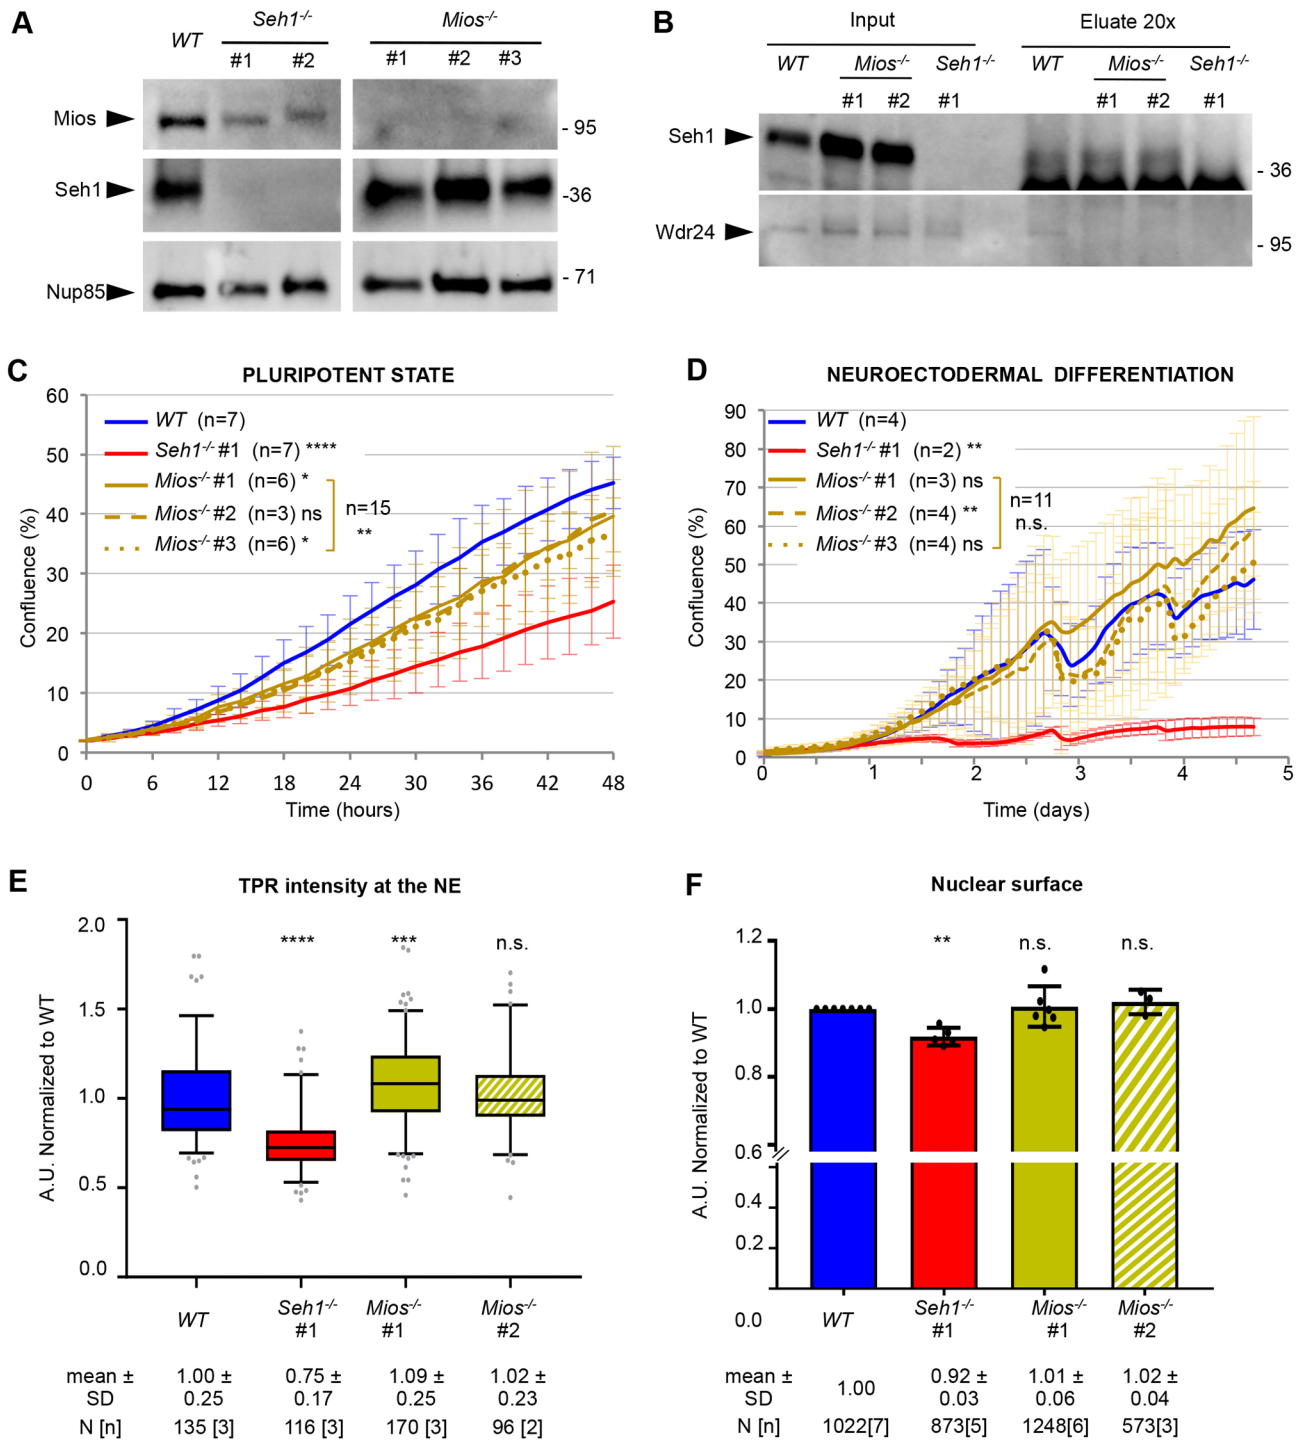 A
WT
Seh1-/-
Mios-/-
#1 #2 #1 #2 #3
Mios
- 95
Seh1
-36
Nup85
- 71
B
Input Eluate 20x
WT Mios-/- Seh1-/- WT Mios-/- Seh1-/-
#1 #2 #1 #1 #2 #1
Seh1
- 36
Wdr24
- 95
C
PLURIPOTENT STATE
Confluence (%)
60
50
40
30
20
10
0
WT (n=7)
Seh1-/- #1 (n=7) ****
Mios-/- #1 (n=6) *
Mios-/- #2 (n=3) ns
Mios-/- #3 (n=6) *
n=15
**
0 6 12 18 24 30 36 42 48
Time (hours)
D
NEUROECTODERMAL DIFFERENTIATION
Confluence (%)
90
80
70
60
50
40
30
20
10
0
WT (n=4)
Seh1-/- #1 (n=2) **
Mios-/- #1 (n=3) ns
Mios-/- #2 (n=4) **
Mios-/- #3 (n=4) ns
n=11
n.s.
0 1 2 3 4 5
Time (days)
E
TPR intensity at the NE
A.U. Normalized to WT
2.0
1.5
1.0
0.5
0.0
**** *** n.s.
WT Seh1-/- Mios-/- Mios-/-
#1 #1 #2
mean ± 1.00 ± 0.75 ± 1.09 ± 1.02 ±
SD 0.25 0.17 0.25 0.23
N [n] 135 [3] 116 [3] 170 [3] 96 [2]
F
Nuclear surface
A.U. Normalized to WT
1.2
1.0
0.8
0.6
0.4
0.2
0.0
** n.s. n.s.
WT Seh1-/- Mios-/- Mios-/-
#1 #1 #2
mean ± 1.00 0.92 ± 1.01 ± 1.02 ±
SD 0.03 0.06 0.04
N [n] 1022[7] 873[5] 1248[6] 573[3]